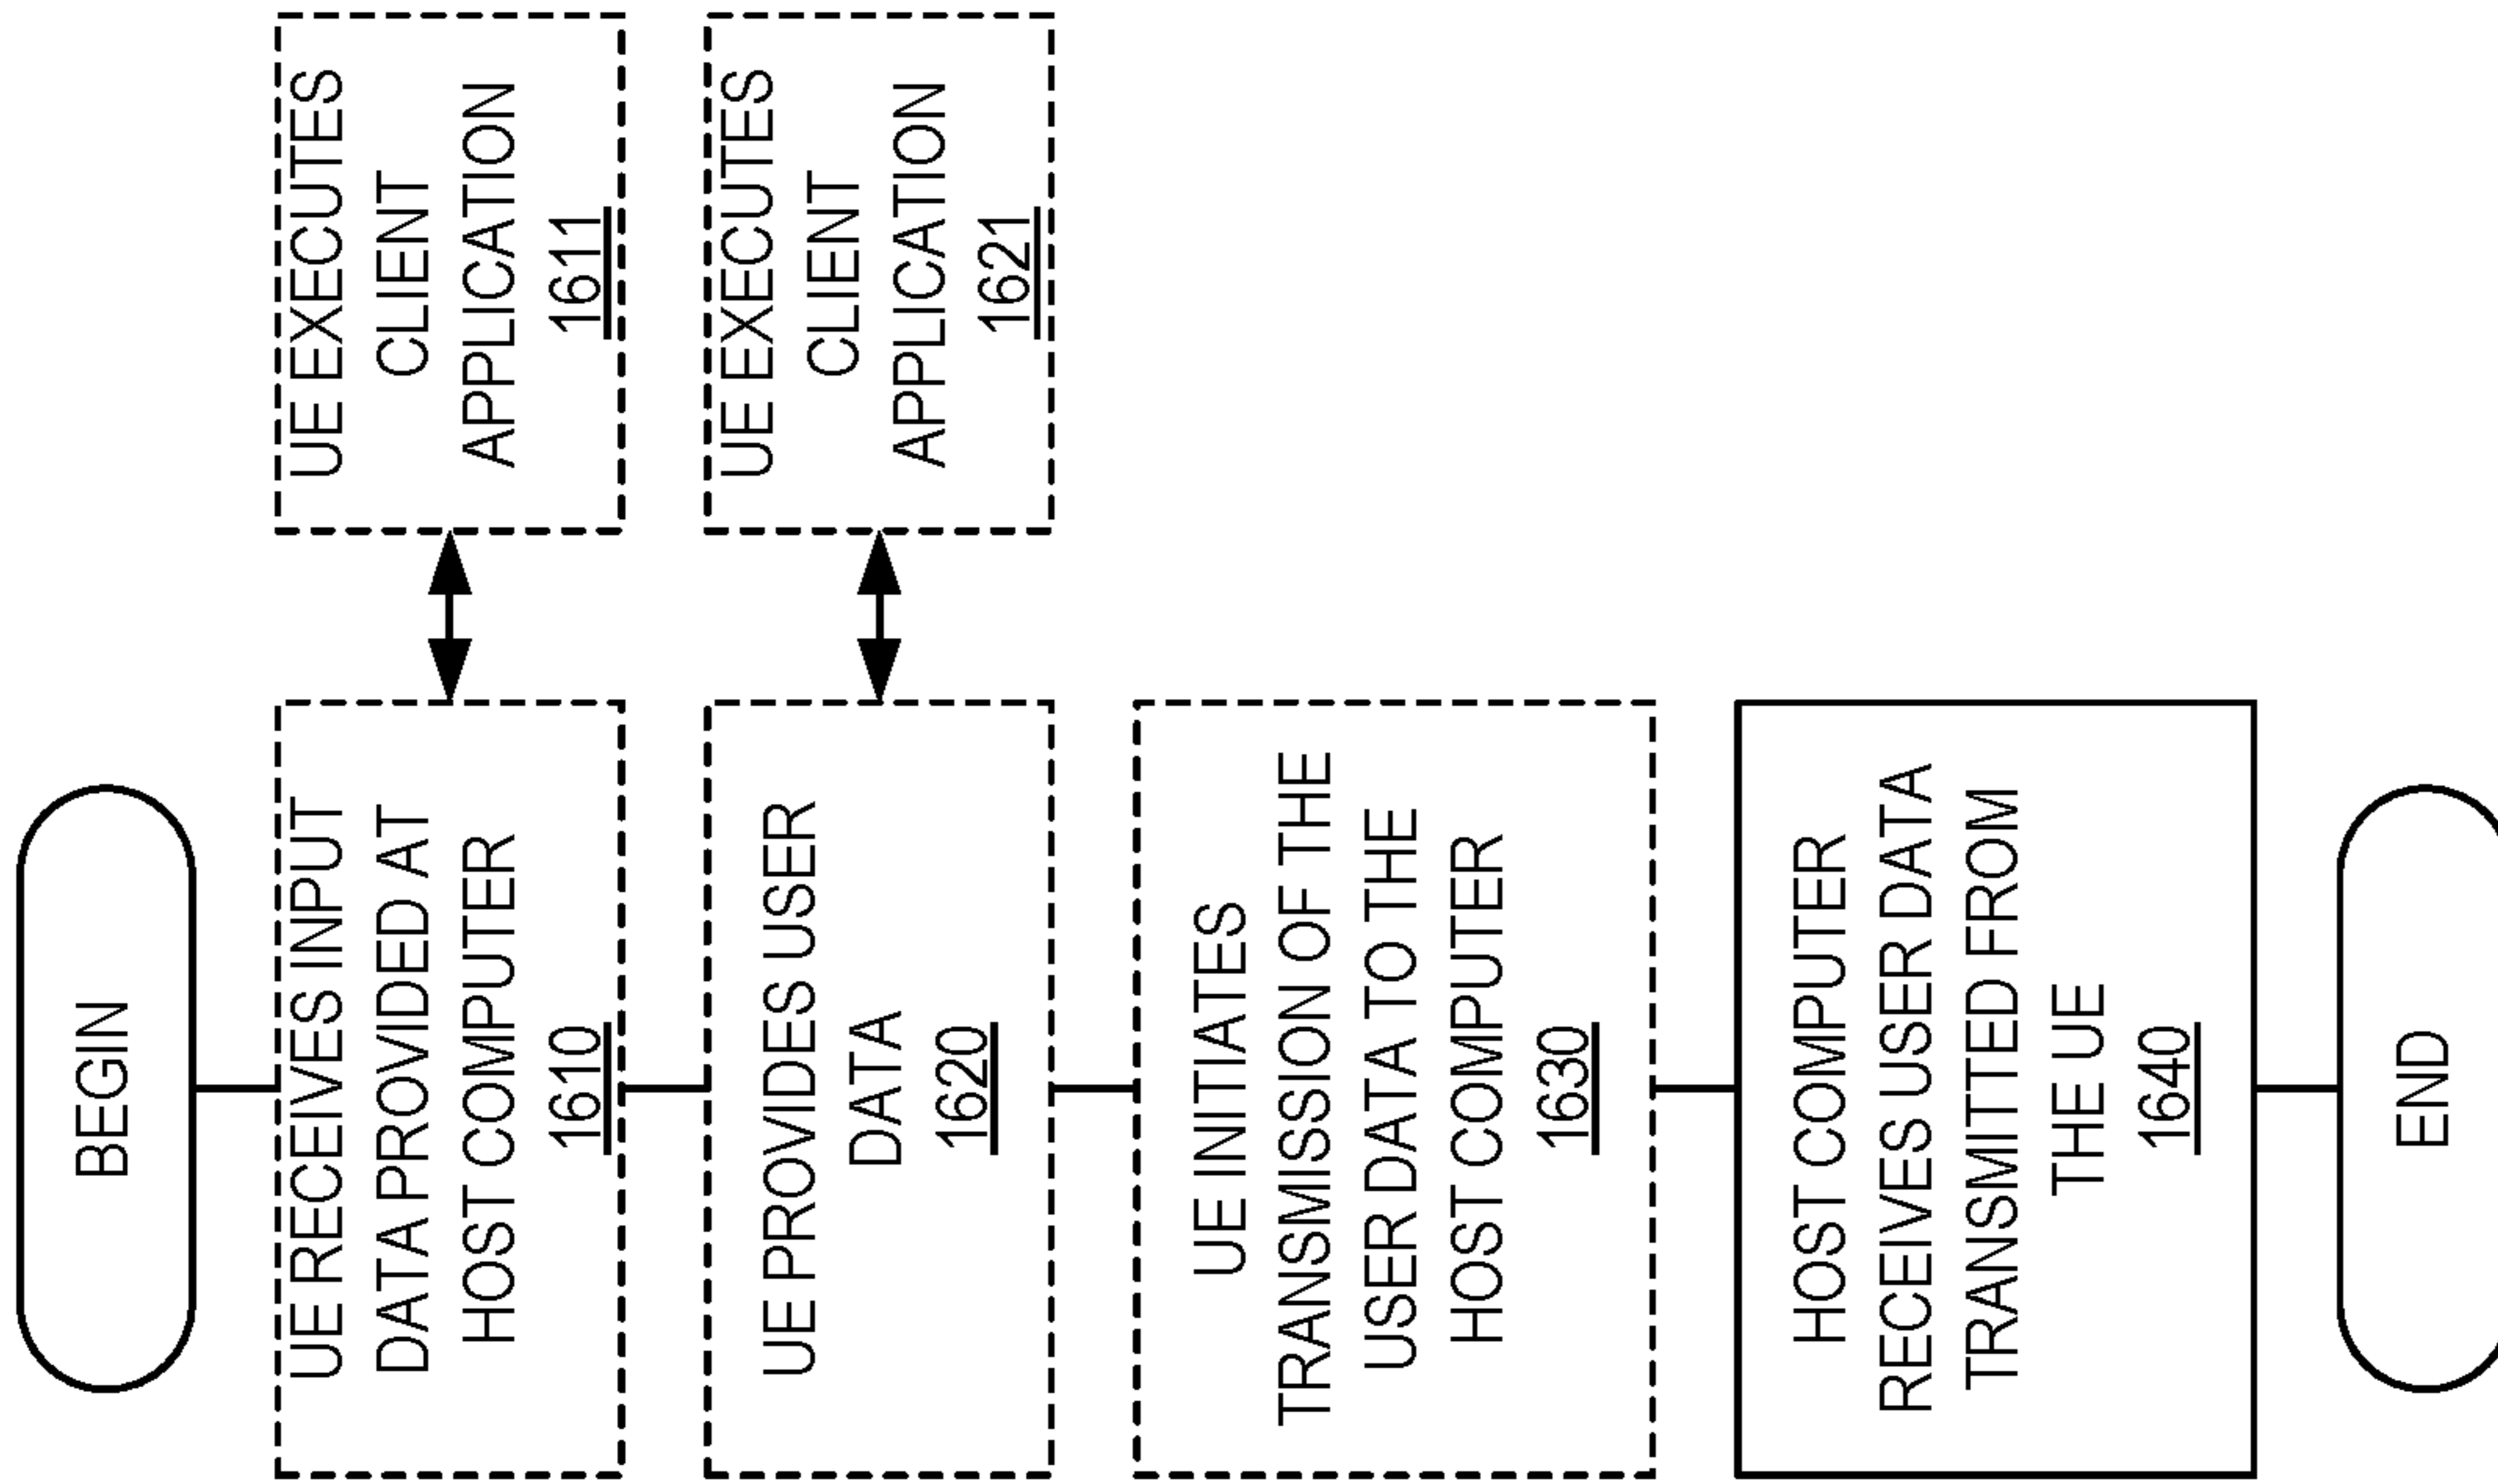 BEGIN
UE RECEIVES INPUT
DATA PROVIDED AT
HOST COMPUTER
1610
UE EXECUTES
CLIENT
APPLICATION
1611
UE PROVIDES USER
DATA
1620
UE EXECUTES
CLIENT
APPLICATION
1621
UE INITIATES
TRANSMISSION OF THE
USER DATA TO THE
HOST COMPUTER
1630
HOST COMPUTER
RECEIVES USER DATA
TRANSMITTED FROM
THE UE
1640
END